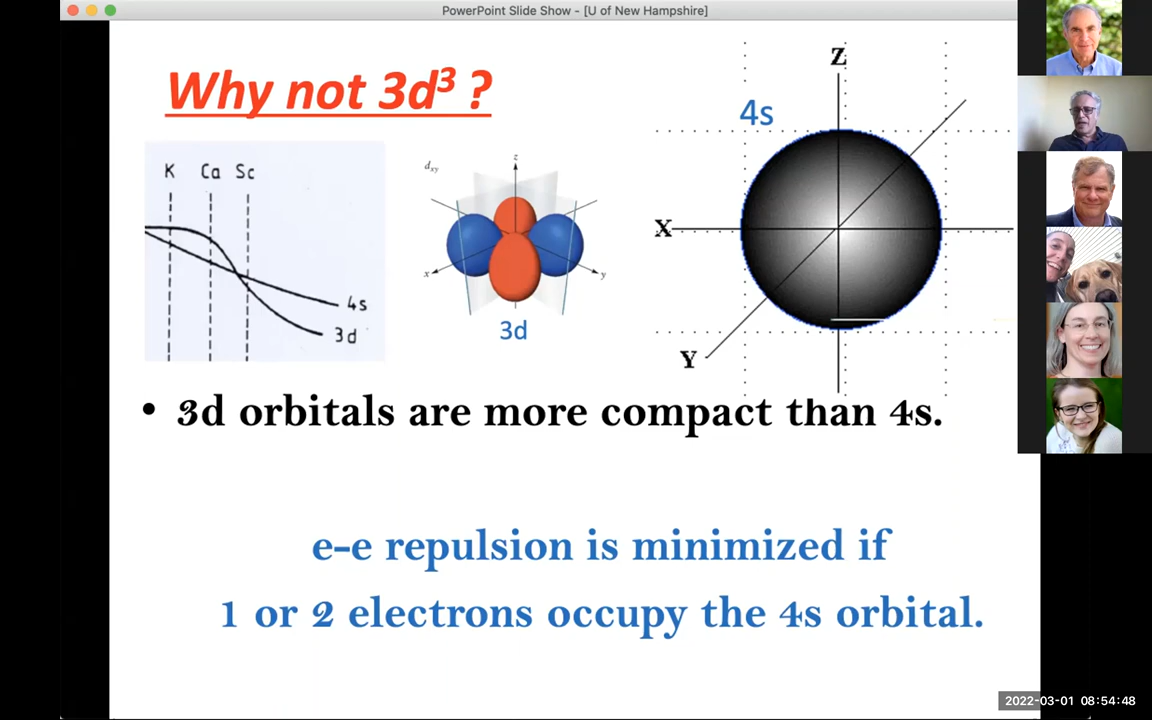 PowerPoint Slide Show - [U of New Hampshire]
Why not 3d³ ?
K Ca Sc
4s
3d
dxy
z
x
y
3d
4s
Z
X
Y
• 3d orbitals are more compact than 4s.
e-e repulsion is minimized if
1 or 2 electrons occupy the 4s orbital.
2022-03-01 08:54:48